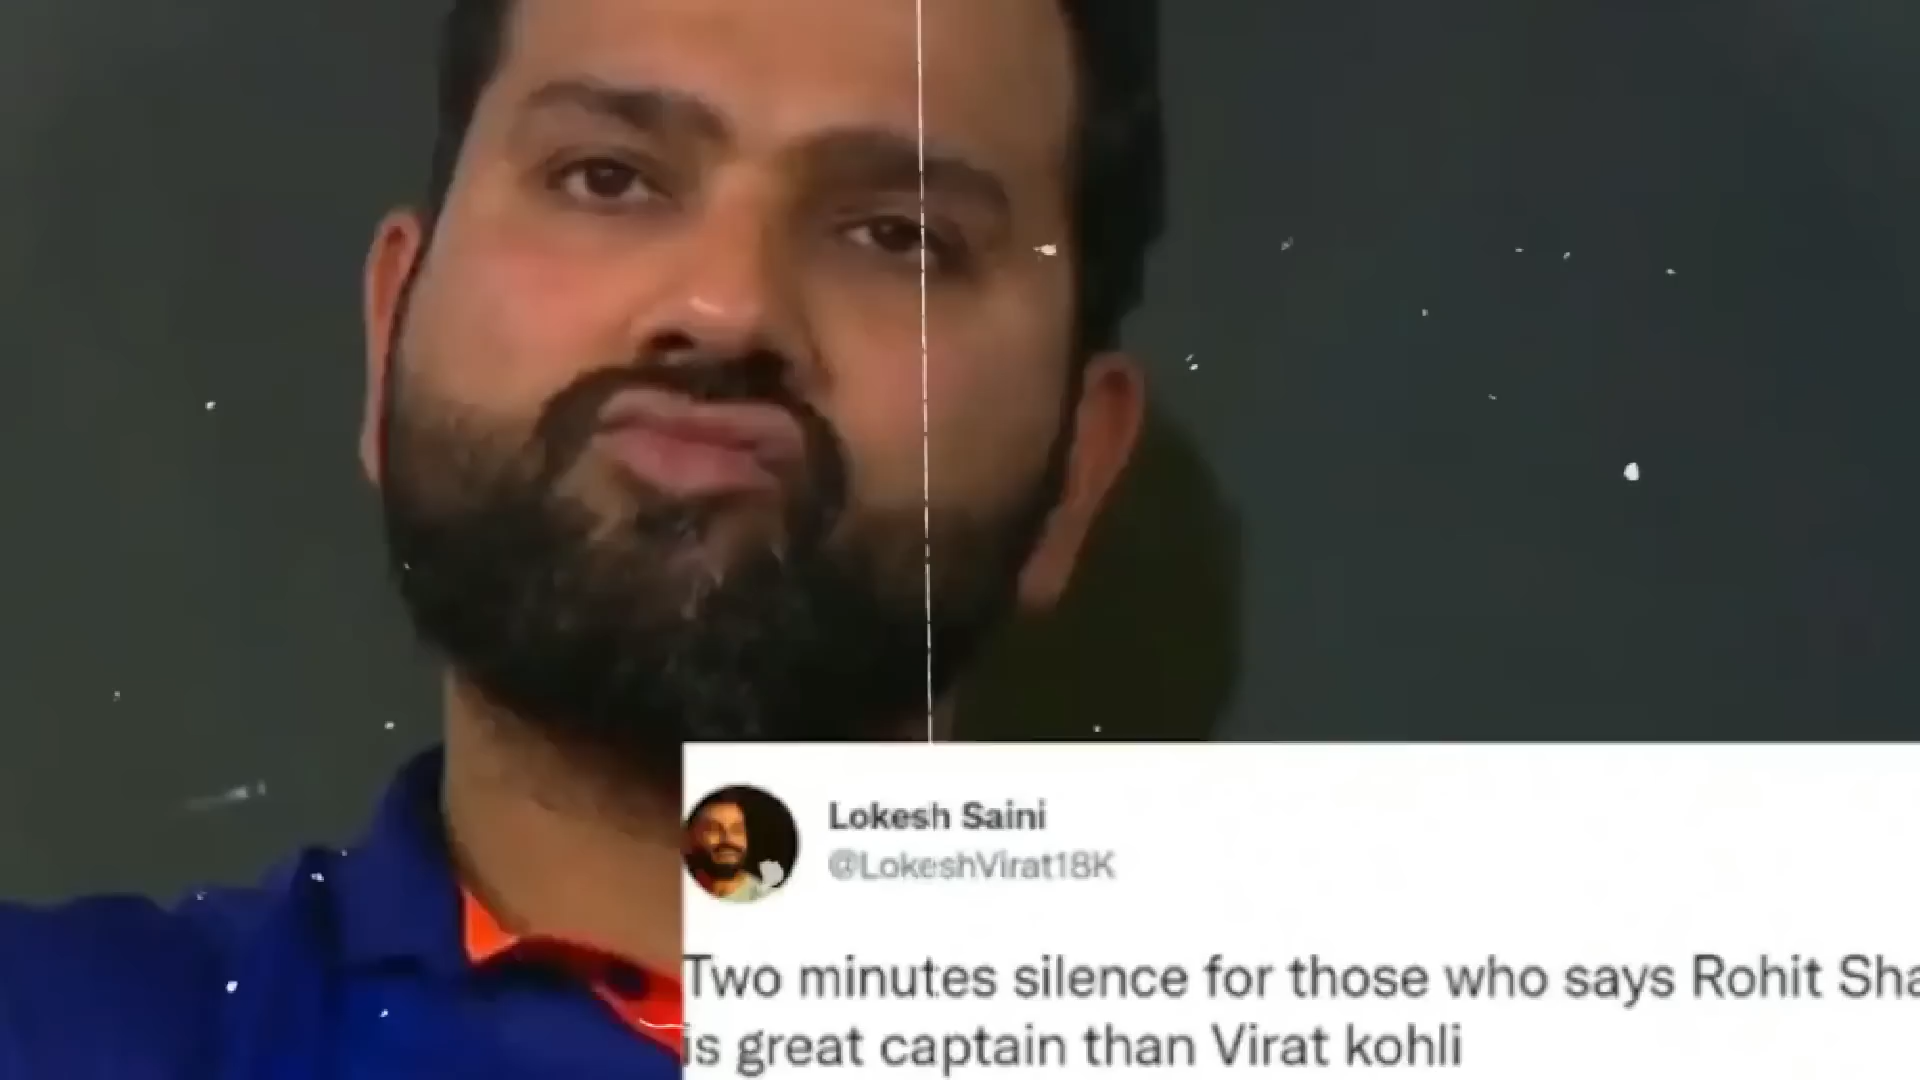 Lokesh Saini
@LokeshVirat18K
Two minutes silence for those who says Rohit Sha
is great captain than Virat kohli